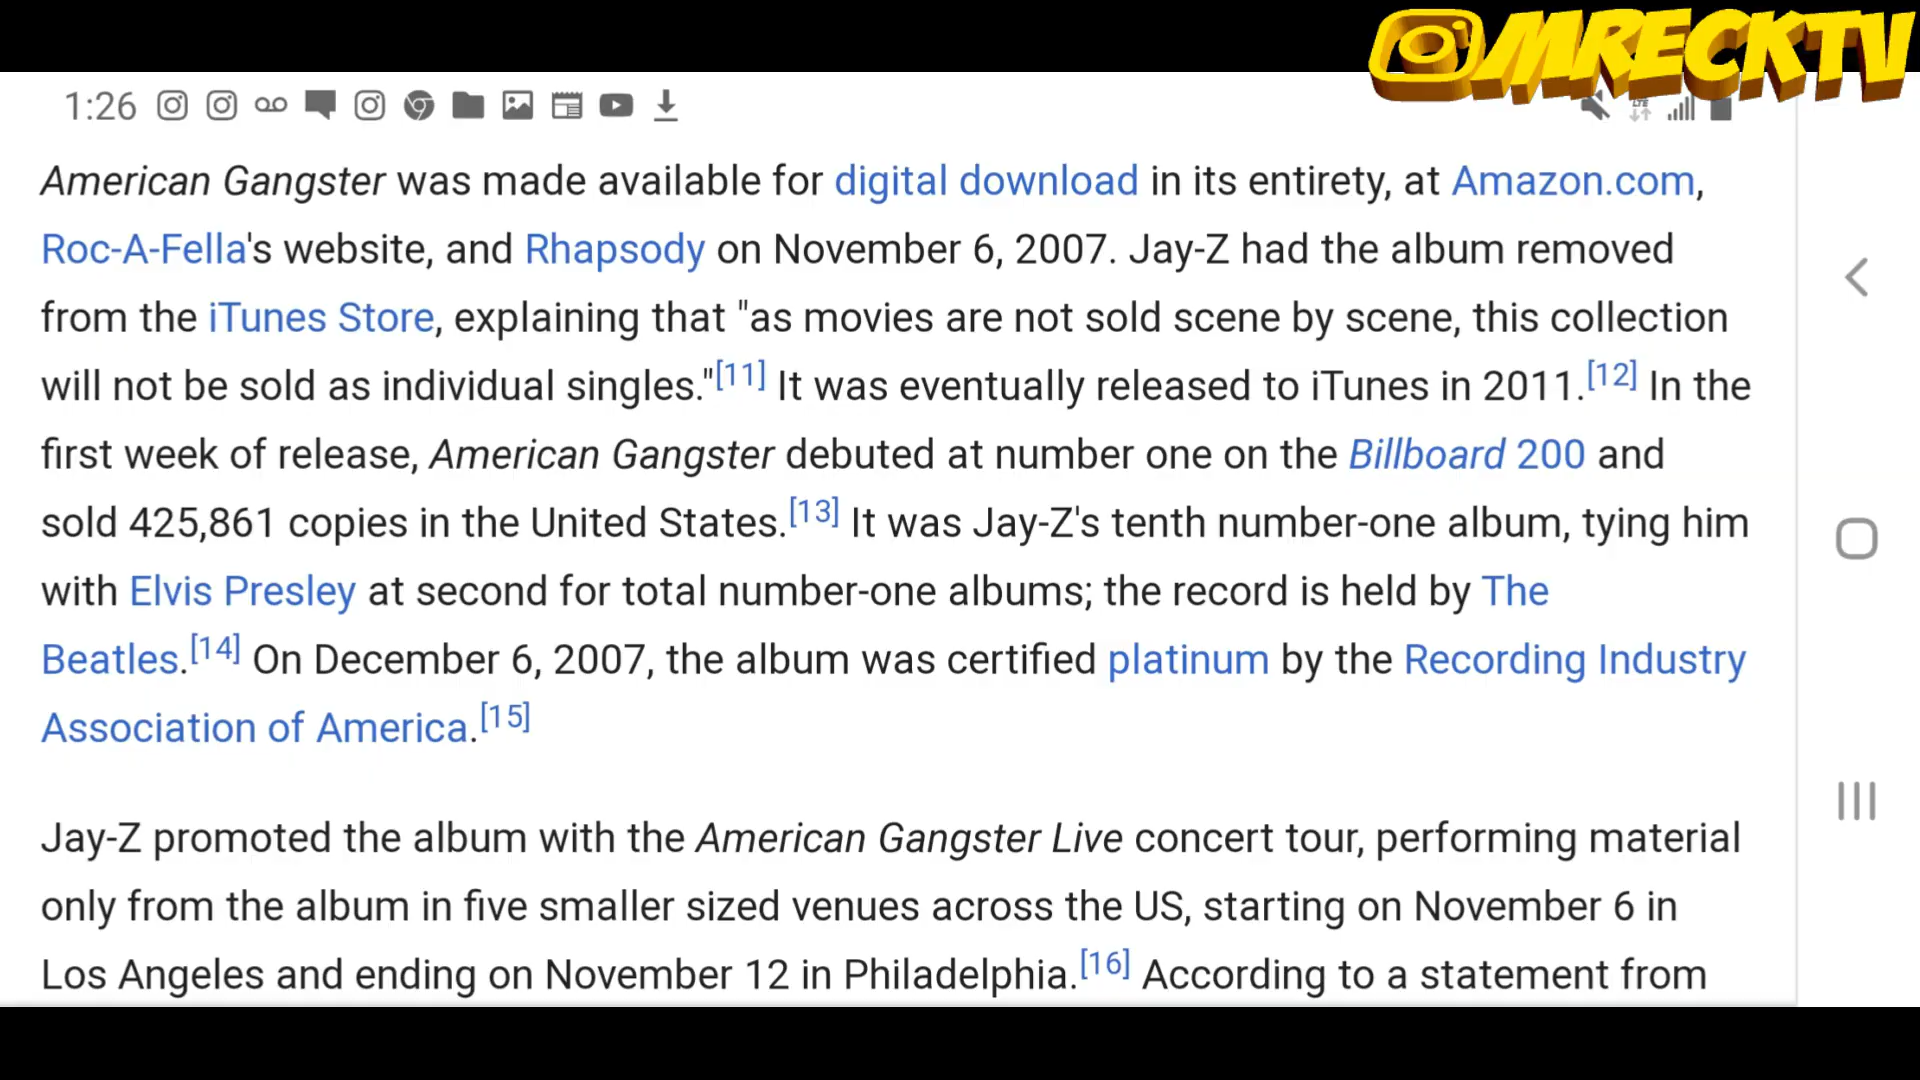 MRECKTV
1:26
LTE
American Gangster was made available for digital download in its entirety, at Amazon.com,
Roc-A-Fella's website, and Rhapsody on November 6, 2007. Jay-Z had the album removed
from the iTunes Store, explaining that "as movies are not sold scene by scene, this collection
will not be sold as individual singles."[11] It was eventually released to iTunes in 2011.[12] In the
first week of release, American Gangster debuted at number one on the Billboard 200 and
sold 425,861 copies in the United States.[13] It was Jay-Z's tenth number-one album, tying him
with Elvis Presley at second for total number-one albums; the record is held by The
Beatles.[14] On December 6, 2007, the album was certified platinum by the Recording Industry
Association of America.[15]
Jay-Z promoted the album with the American Gangster Live concert tour, performing material
only from the album in five smaller sized venues across the US, starting on November 6 in
Los Angeles and ending on November 12 in Philadelphia.[16] According to a statement from